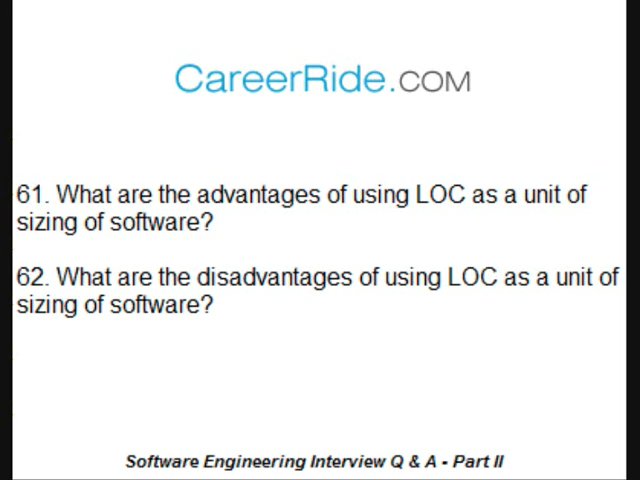 CareerRide.COM
61. What are the advantages of using LOC as a unit of
sizing of software?
62. What are the disadvantages of using LOC as a unit of
sizing of software?
Software Engineering Interview Q & A - Part II